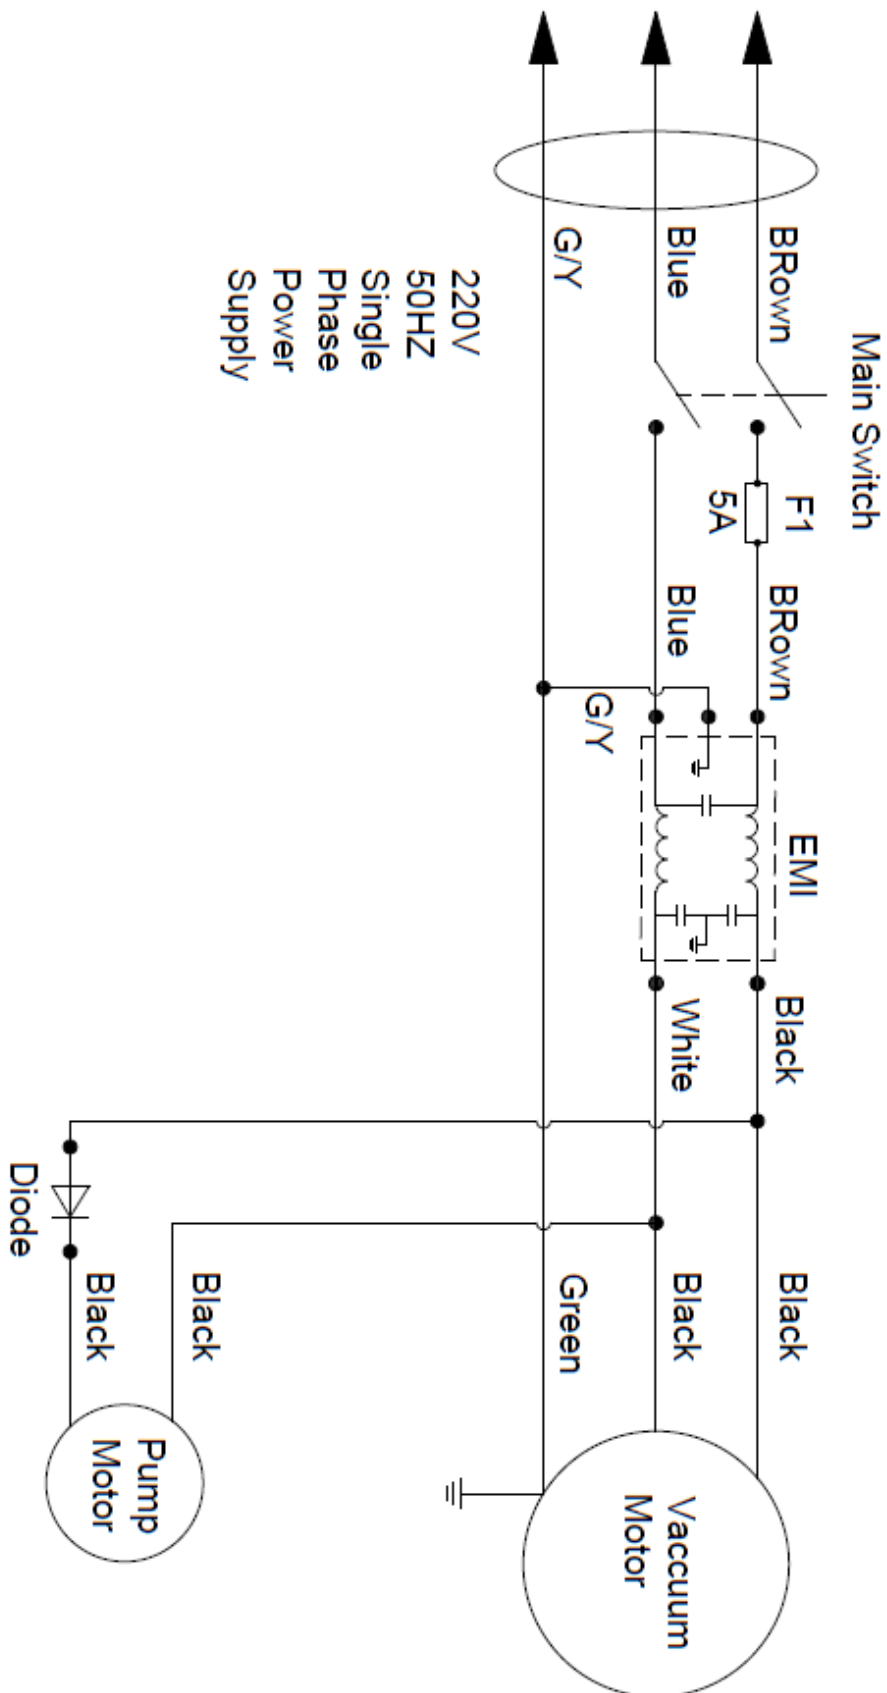 Main Switch
BRown
Blue
G/Y
220V
50HZ
Single
Phase
Power
Supply
F1
5A
BRown
Blue
G/Y
EMI
Black
White
Black
Black
Green
Black
Black
Diode
Vaccuum
Motor
Pump
Motor